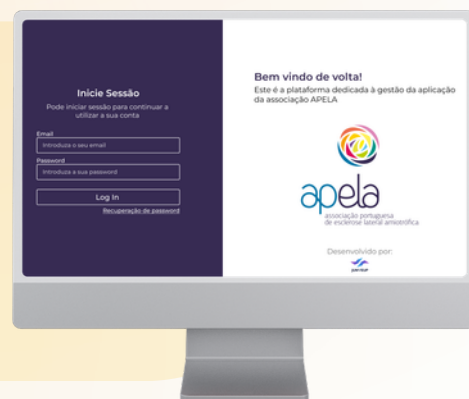 Inicie Sessão
Pode iniciar sessão para continuar a
utilizar a sua conta
Email
Introduza o seu email
Password
Introduza a sua password
Log In
Recuperação de password
Bem vindo de volta!
Este é a plataforma dedicada à gestão da aplicação
da associação APELA
apela
associação portuguesa
de esclerose lateral amiotrófica
Desenvolvido por: